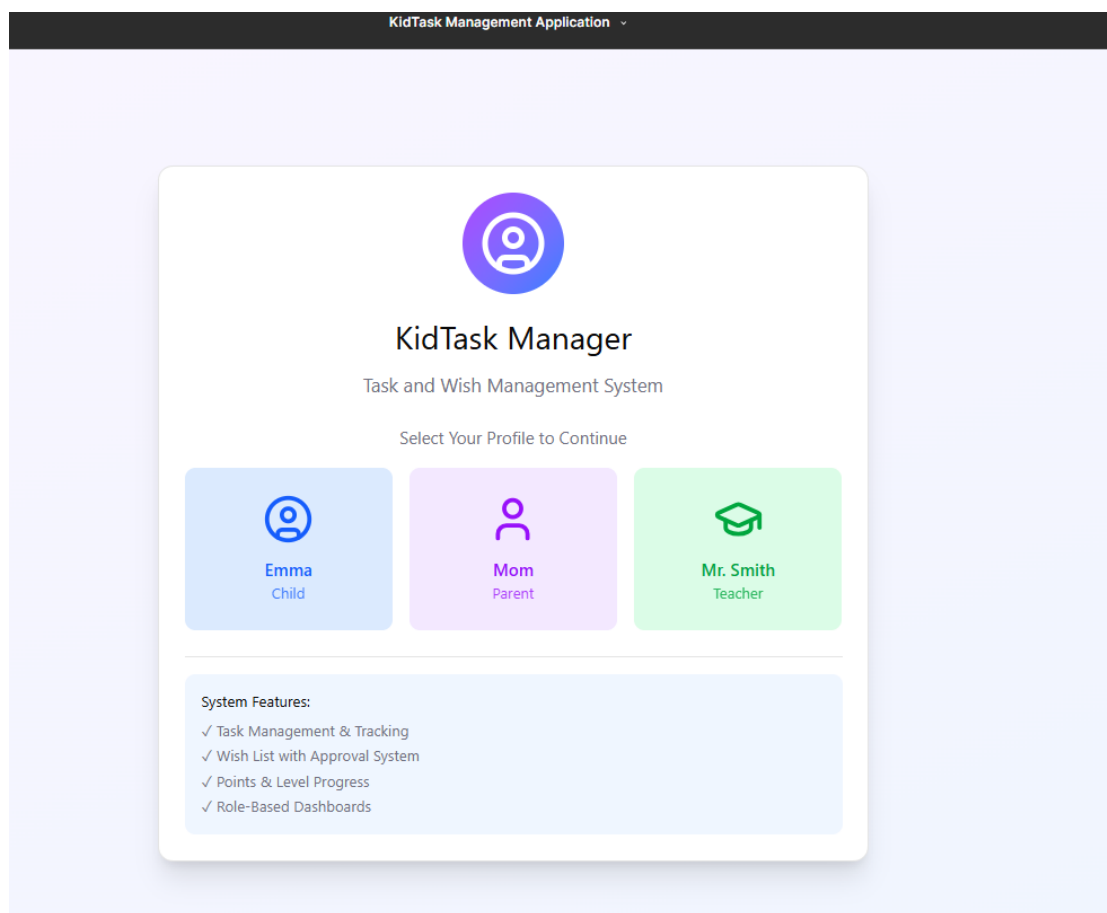 KidTask Management Application
KidTask Manager
Task and Wish Management System
Select Your Profile to Continue
Emma
Child
Mom
Parent
Mr. Smith
Teacher
System Features:
✓ Task Management & Tracking
✓ Wish List with Approval System
✓ Points & Level Progress
✓ Role-Based Dashboards